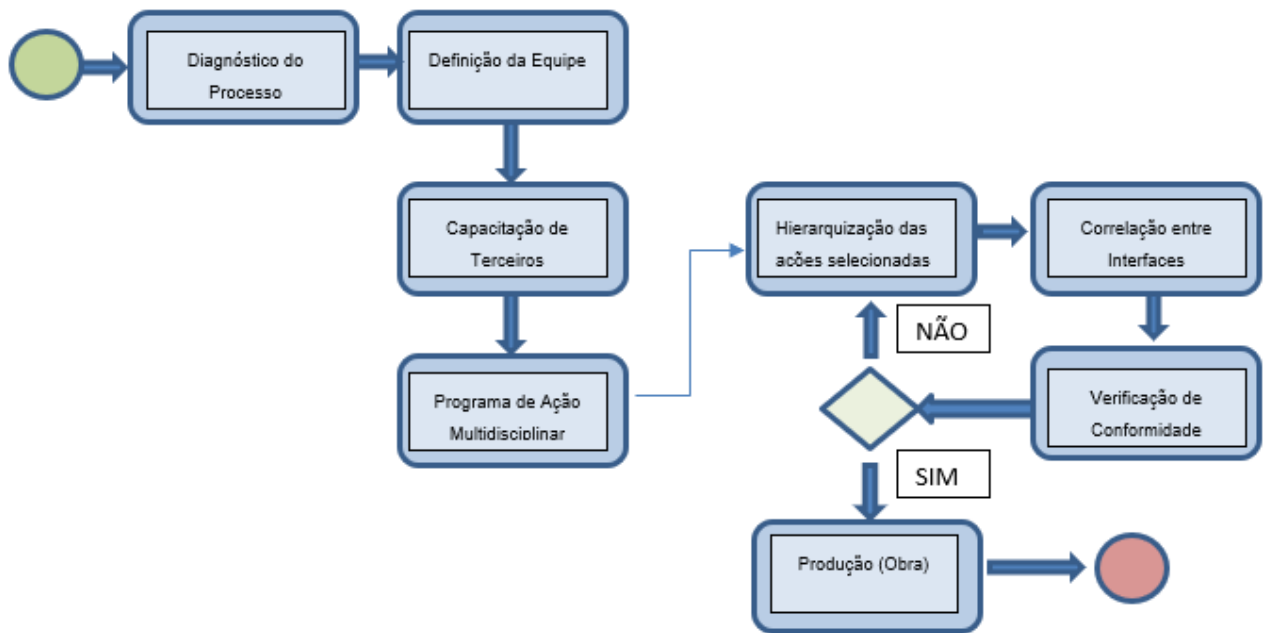 Diagnóstico do
Processo
Definição da Equipe
Capacitação de
Terceiros
Programa de Ação
Multidisciplinar
Hierarquização das
acões selecionadas
Correlação entre
Interfaces
Verificação de
Conformidade
NÃO
SIM
Produção (Obra)